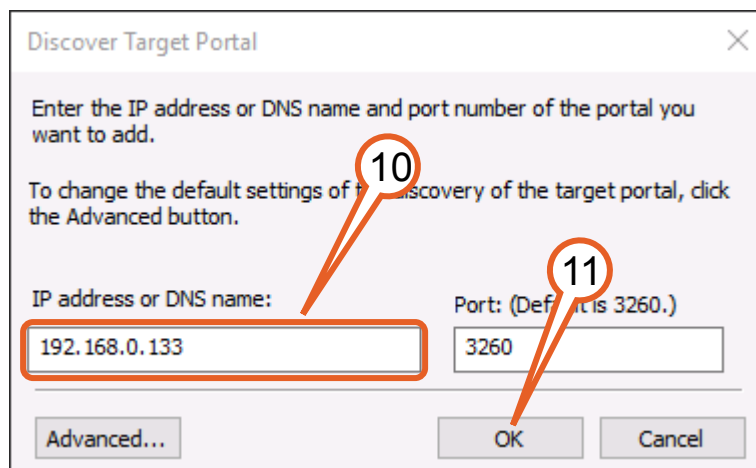 Discover Target Portal
Enter the IP address or DNS name and port number of the portal you
want to add.
10
To change the default settings of discovery of the target portal, click
the Advanced button.
11
IP address or DNS name:
Port: (Default is 3260.)
192.168.0.133
3260
Advanced...
OK
Cancel